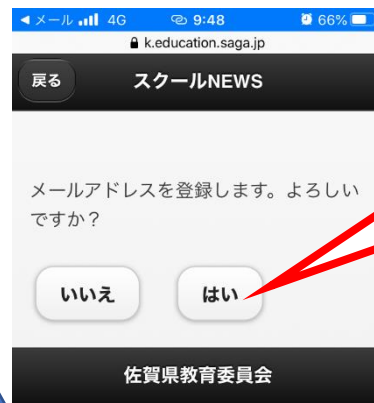 メール 4G 9:48 66%
k.education.saga.jp
戻る スクールNEWS
メールアドレスを登録します。よろしい
ですか？
いいえ はい
佐賀県教育委員会